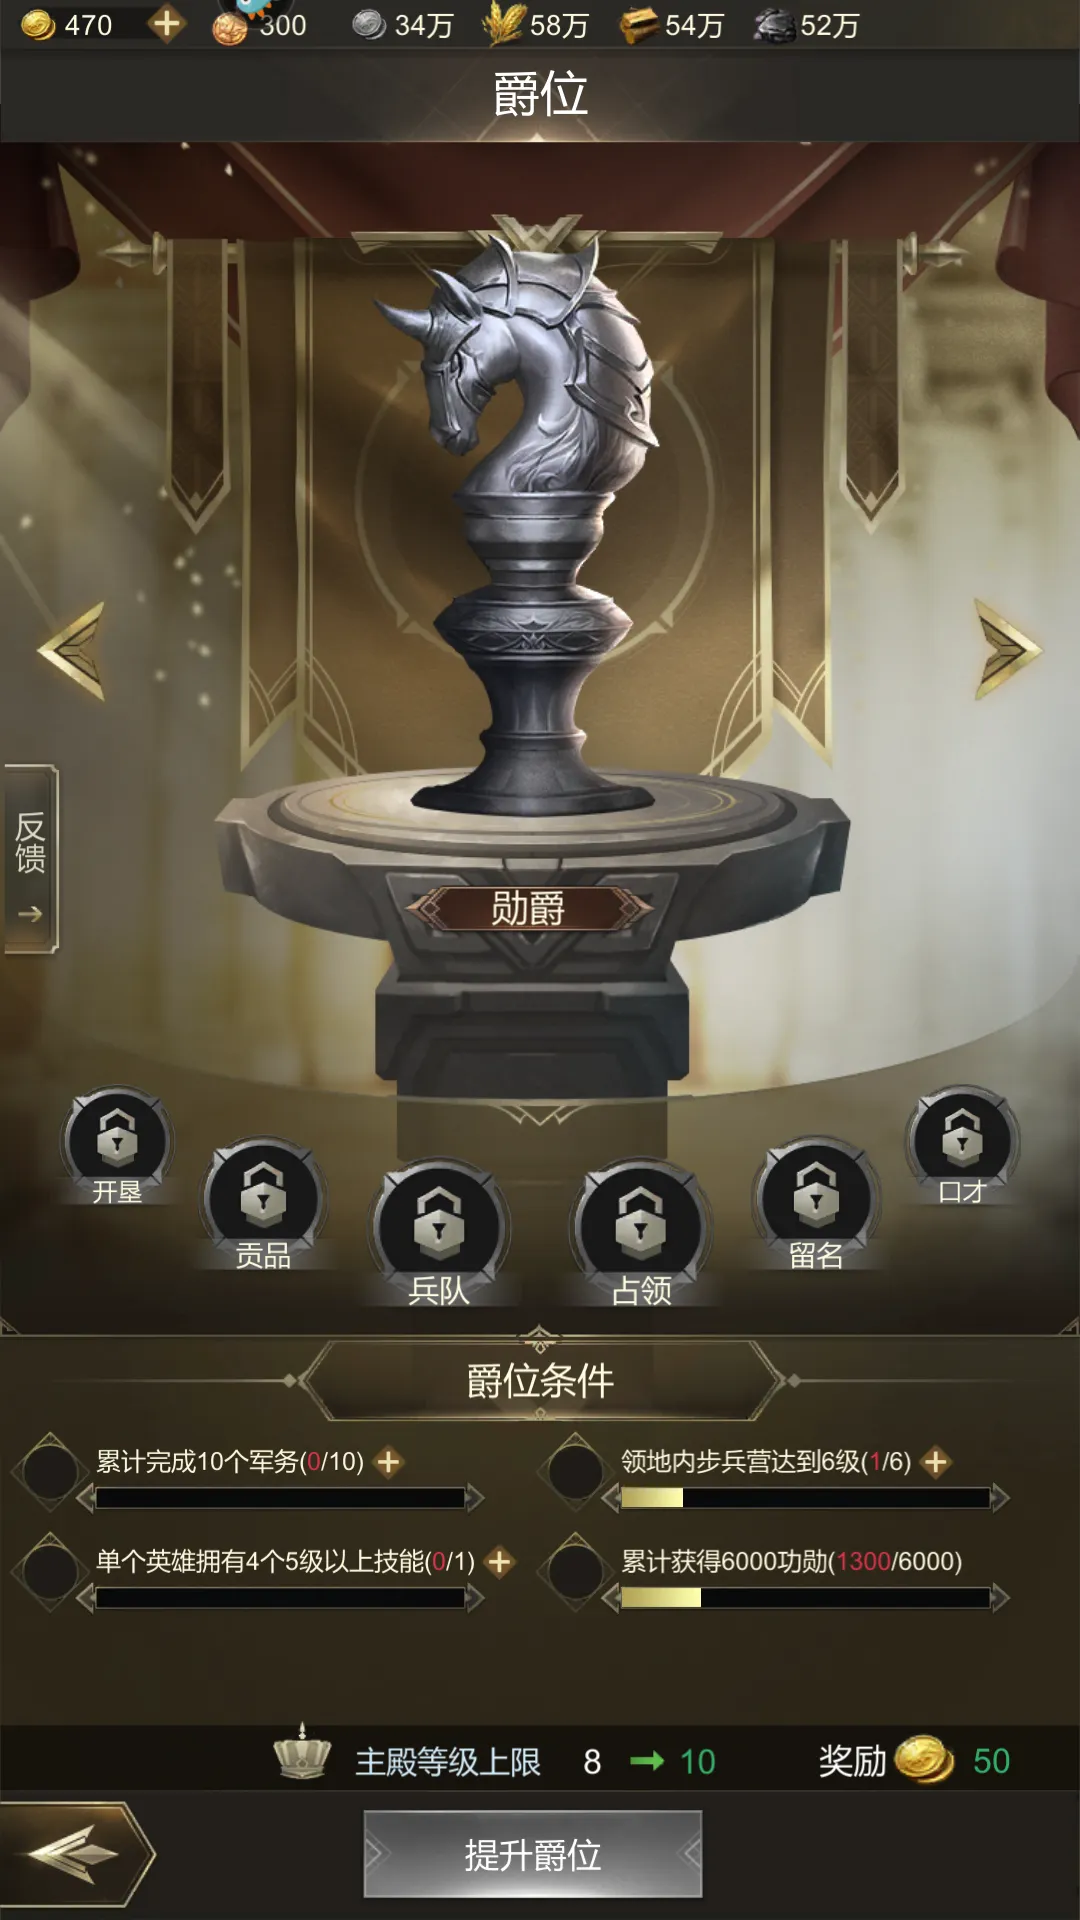 470 300 34万 58万 54万 52万
爵位
反馈
勋爵
开垦 口才
贡品 留名
兵队 占领
爵位条件
累计完成10个军务(0/10) 领地内步兵营达到6级(1/6)
单个英雄拥有4个5级以上技能(0/1) 累计获得6000功勋(1300/6000)
主殿等级上限 8 10 奖励 50
提升爵位